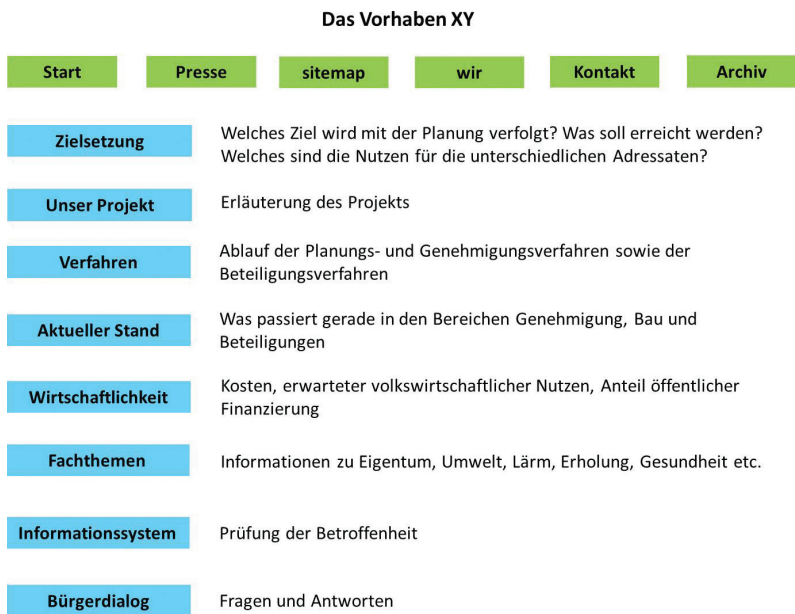 Das Vorhaben XY
Start Presse sitemap wir Kontakt Archiv
Zielsetzung
Welches Ziel wird mit der Planung verfolgt? Was soll erreicht werden?
Welches sind die Nutzen für die unterschiedlichen Adressaten?
Unser Projekt
Erläuterung des Projekts
Verfahren
Ablauf der Planungs- und Genehmigungsverfahren sowie der
Beteiligungsverfahren
Aktueller Stand
Was passiert gerade in den Bereichen Genehmigung, Bau und
Beteiligungen
Wirtschaftlichkeit
Kosten, erwarteter volkswirtschaftlicher Nutzen, Anteil öffentlicher
Finanzierung
Fachthemen
Informationen zu Eigentum, Umwelt, Lärm, Erholung, Gesundheit etc.
Informationssystem
Prüfung der Betroffenheit
Bürgerdialog
Fragen und Antworten